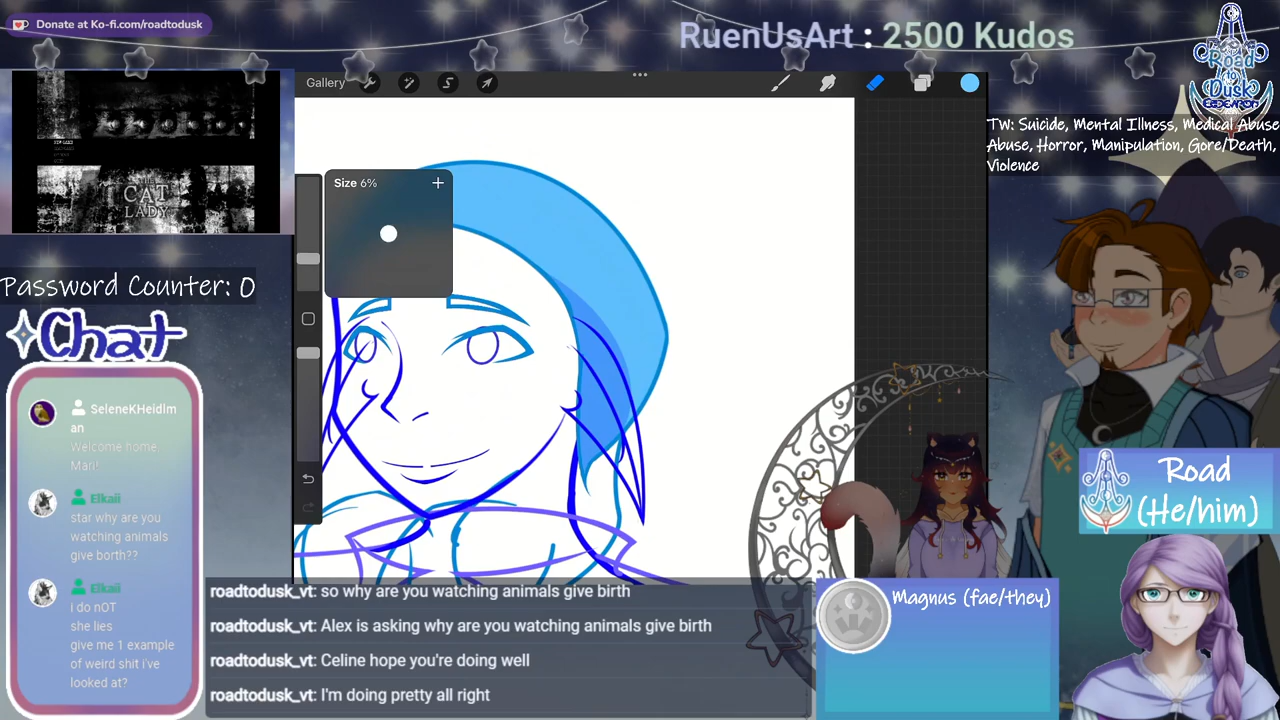 Donate at Ko-fi.com/roadtodusk
RuenUsArt : 2500 Kudos
Road
to
Dusk
Gallery
TW: Suicide, Mental Illness, Medical Abuse
Abuse, Horror, Manipulation, Gore/Death,
Violence
Size 6%
CAT
LADY
Password Counter: 0
Chat
SeleneKHeidlm
an
Welcome home,
Mari!
Elkaii
star why are you
watching animals
give borth??
Elkaii
i do nOT
she lies
give me 1 example
of weird shit i've
looked at?
roadtodusk_vt: so why are you watching animals give birth
roadtodusk_vt: Alex is asking why are you watching animals give birth
roadtodusk_vt: Celine hope you're doing well
roadtodusk_vt: I'm doing pretty all right
Road
(He/him)
Magnus (fae/they)